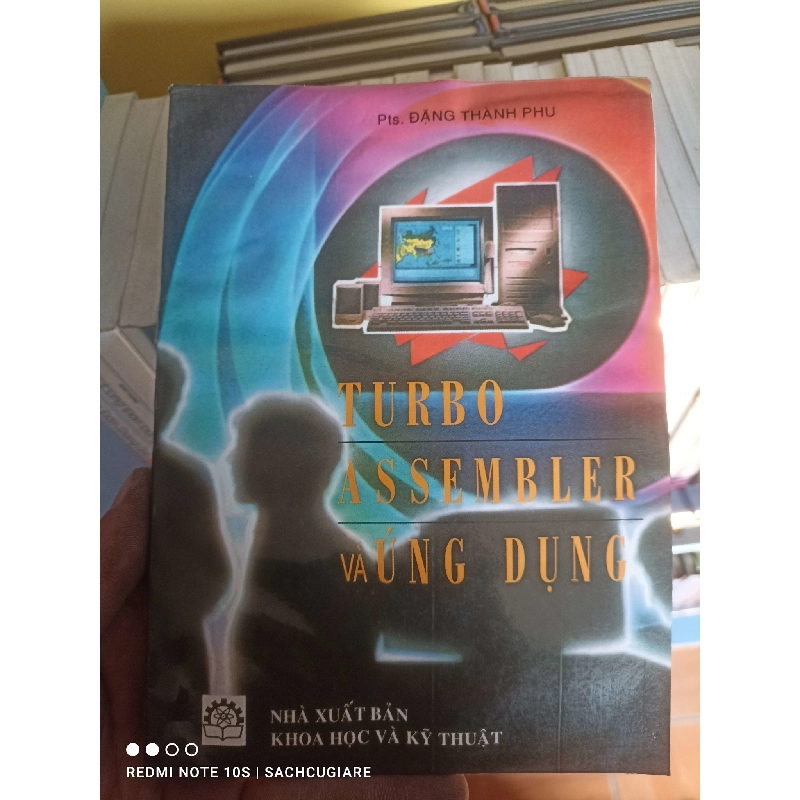 Pts. ĐẶNG THÀNH PHU
TURBO
ASSEMBLER
VÀ ỨNG DỤNG
NHÀ XUẤT BẢN
KHOA HỌC VÀ KỸ THUẬT
REDMI NOTE 10S | SACHCUGIARE